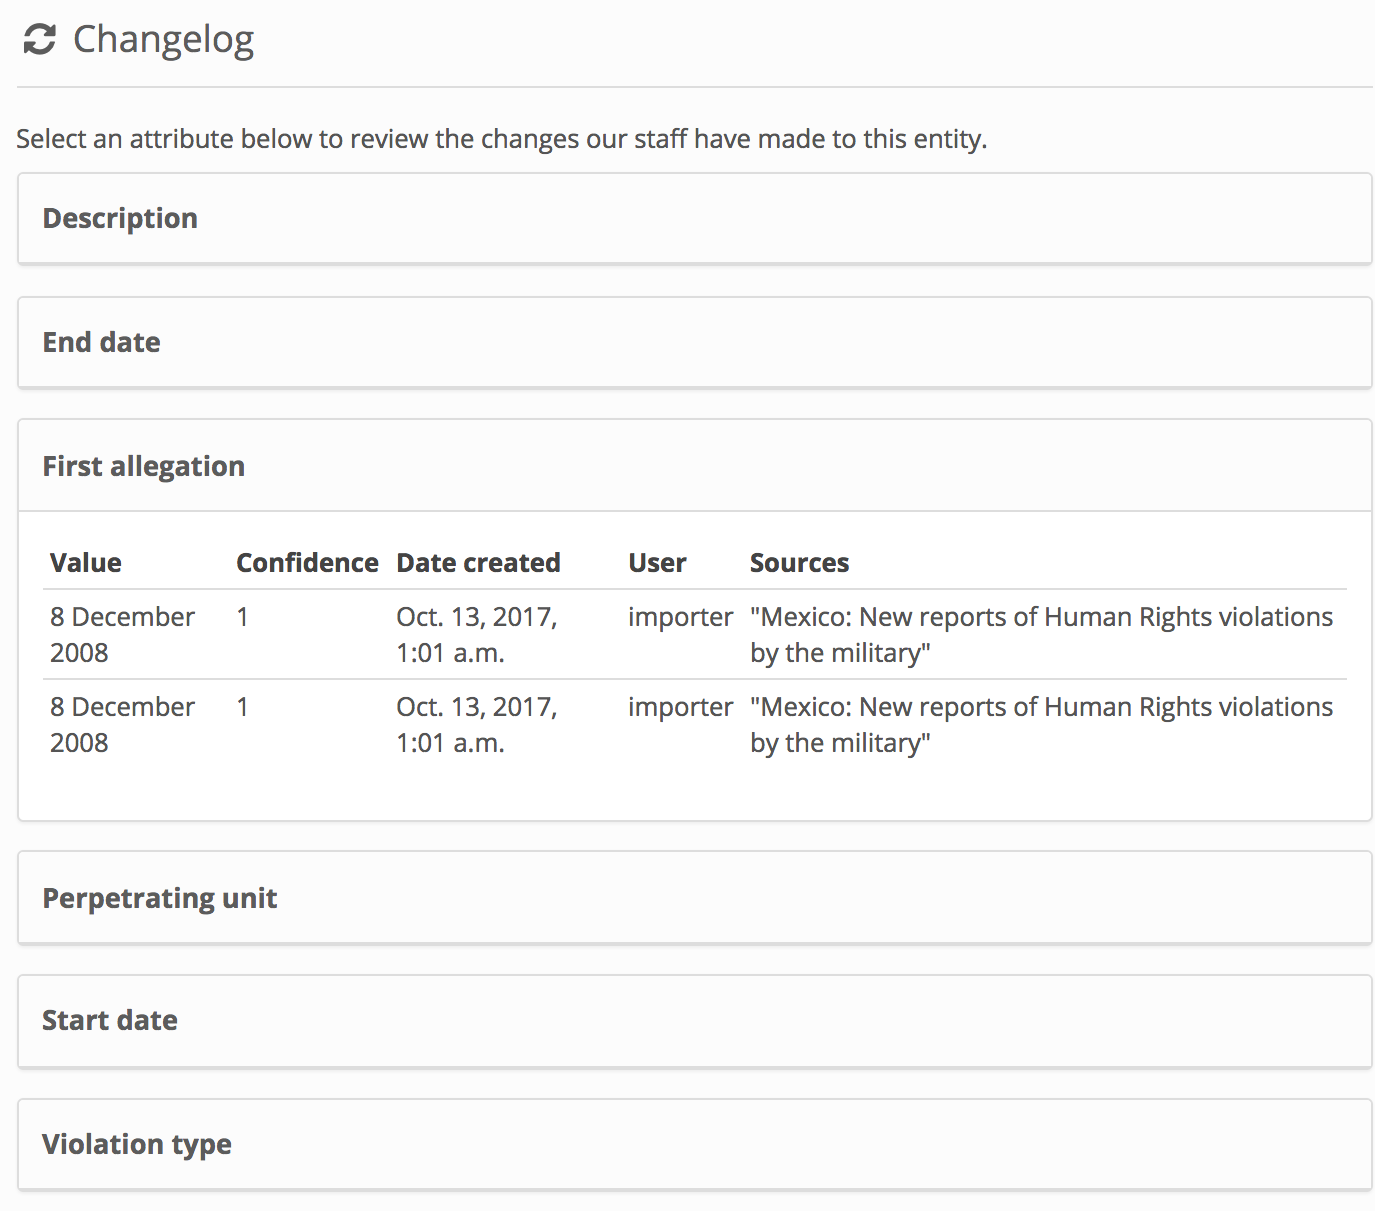 Changelog
Select an attribute below to review the changes our staff have made to this entity.
Description
End date
First allegation
Value Confidence Date created User Sources
8 December 1 Oct. 13, 2017, importer "Mexico: New reports of Human Rights violations
2008 1:01 a.m. by the military"
8 December 1 Oct. 13, 2017, importer "Mexico: New reports of Human Rights violations
2008 1:01 a.m. by the military"
Perpetrating unit
Start date
Violation type